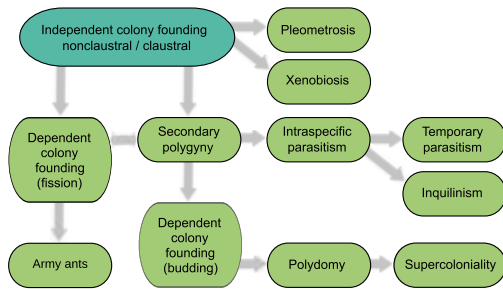 Independent colony founding
nonclaustral / claustral
Pleometrosis
Xenobiosis
Dependent
colony
founding
(fission)
Secondary
polygyny
Intraspecific
parasitism
Temporary
parasitism
Inquilinism
Dependent
colony
founding
(budding)
Army ants
Polydomy
Supercoloniality